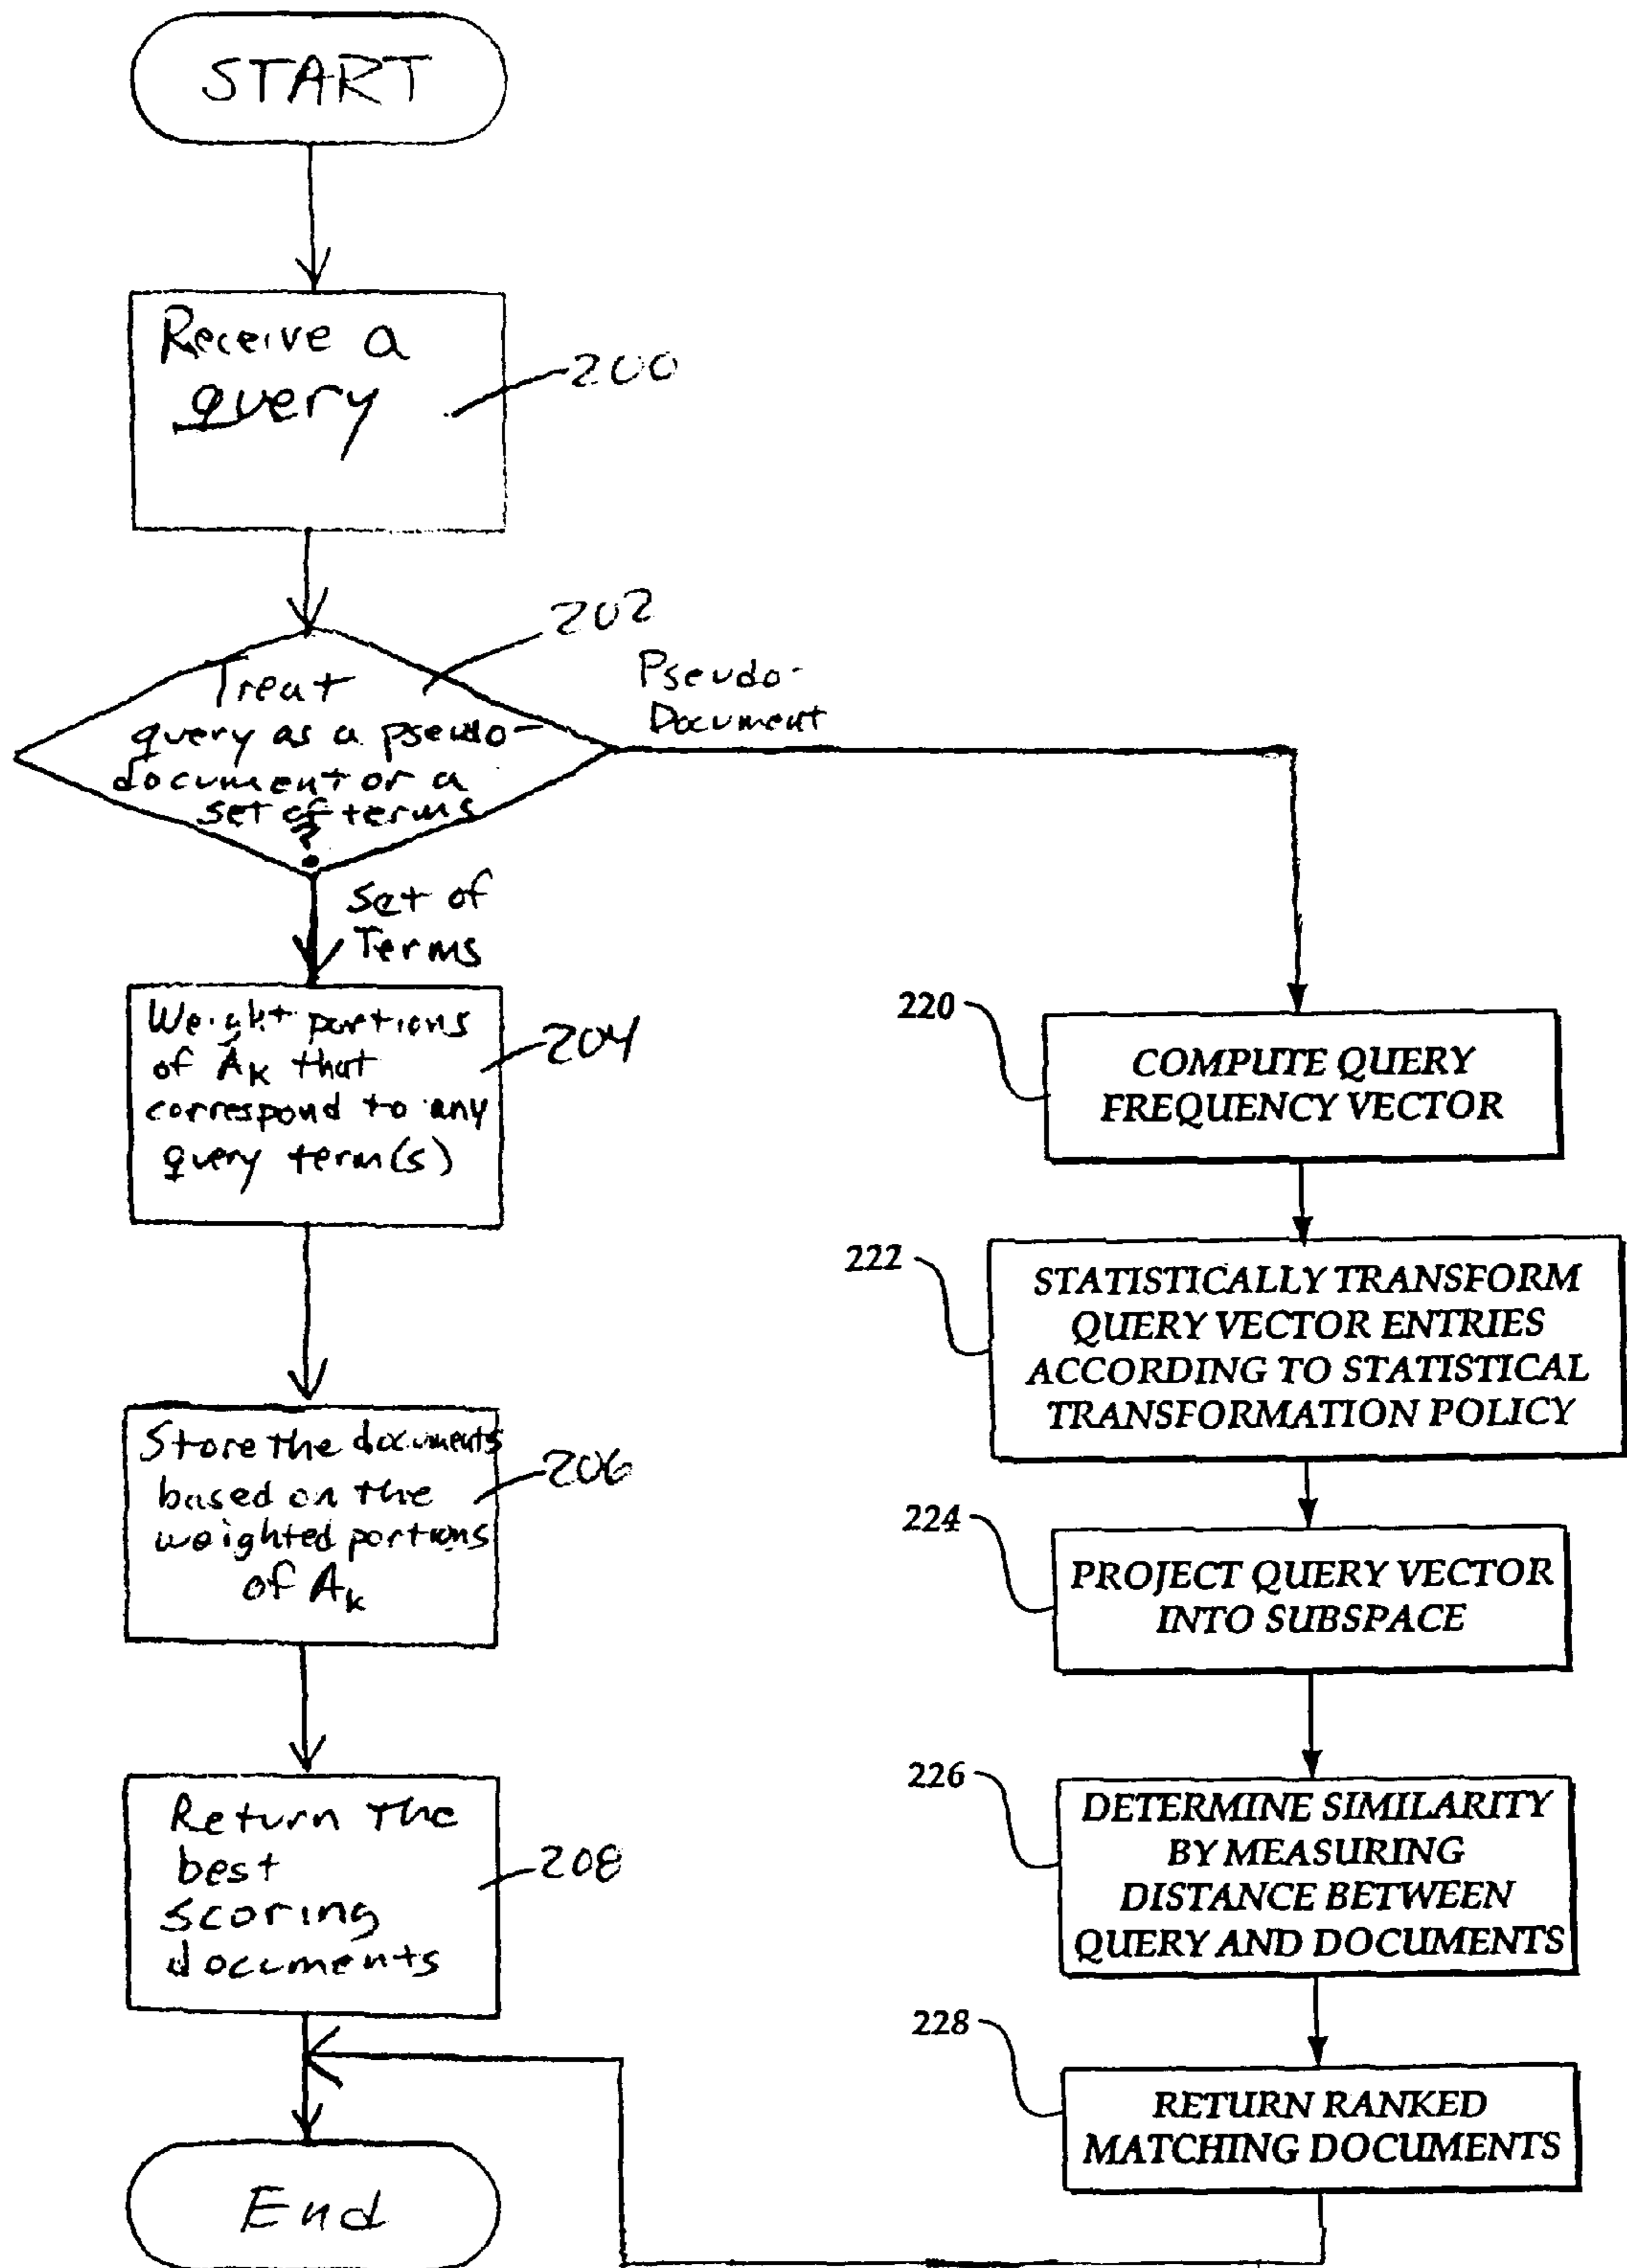 START
Receive a
query
200
202
Treat
query as a pseudo-
document or a
set of terms
?
Pseudo-
Document
Set of
Terms
Weight portions
of Ak that
correspond to any
query term(s)
204
Store the documents
based on the
weighted portions
of Ak
206
Return the
best
scoring
documents
208
End
220
COMPUTE QUERY
FREQUENCY VECTOR
222
STATISTICALLY TRANSFORM
QUERY VECTOR ENTRIES
ACCORDING TO STATISTICAL
TRANSFORMATION POLICY
224
PROJECT QUERY VECTOR
INTO SUBSPACE
226
DETERMINE SIMILARITY
BY MEASURING
DISTANCE BETWEEN
QUERY AND DOCUMENTS
228
RETURN RANKED
MATCHING DOCUMENTS